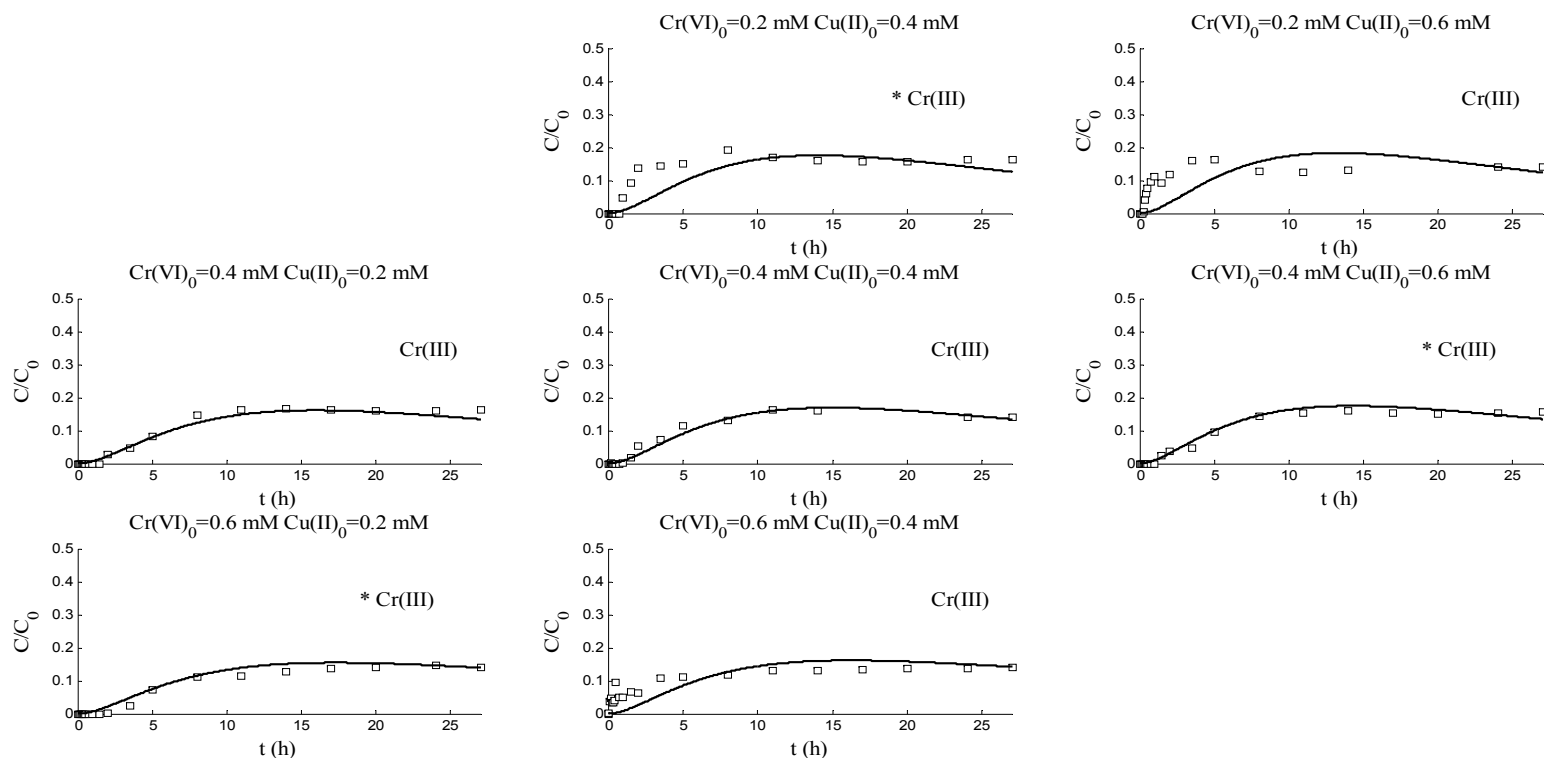 Cr(VI)₀=0.2 mM Cu(II)₀=0.4 mM
0.5
0.4
0.3
0.2
0.1
0
C/C₀
* Cr(III)
0 5 10 15 20 25
t (h)
Cr(VI)₀=0.2 mM Cu(II)₀=0.6 mM
0.5
0.4
0.3
0.2
0.1
0
C/C₀
Cr(III)
0 5 10 15 20 25
t (h)
Cr(VI)₀=0.4 mM Cu(II)₀=0.2 mM
0.5
0.4
0.3
0.2
0.1
0
C/C₀
Cr(III)
0 5 10 15 20 25
t (h)
Cr(VI)₀=0.4 mM Cu(II)₀=0.4 mM
0.5
0.4
0.3
0.2
0.1
0
C/C₀
Cr(III)
0 5 10 15 20 25
t (h)
Cr(VI)₀=0.4 mM Cu(II)₀=0.6 mM
0.5
0.4
0.3
0.2
0.1
0
C/C₀
* Cr(III)
0 5 10 15 20 25
t (h)
Cr(VI)₀=0.6 mM Cu(II)₀=0.2 mM
0.5
0.4
0.3
0.2
0.1
0
C/C₀
* Cr(III)
0 5 10 15 20 25
t (h)
Cr(VI)₀=0.6 mM Cu(II)₀=0.4 mM
0.5
0.4
0.3
0.2
0.1
0
C/C₀
Cr(III)
0 5 10 15 20 25
t (h)